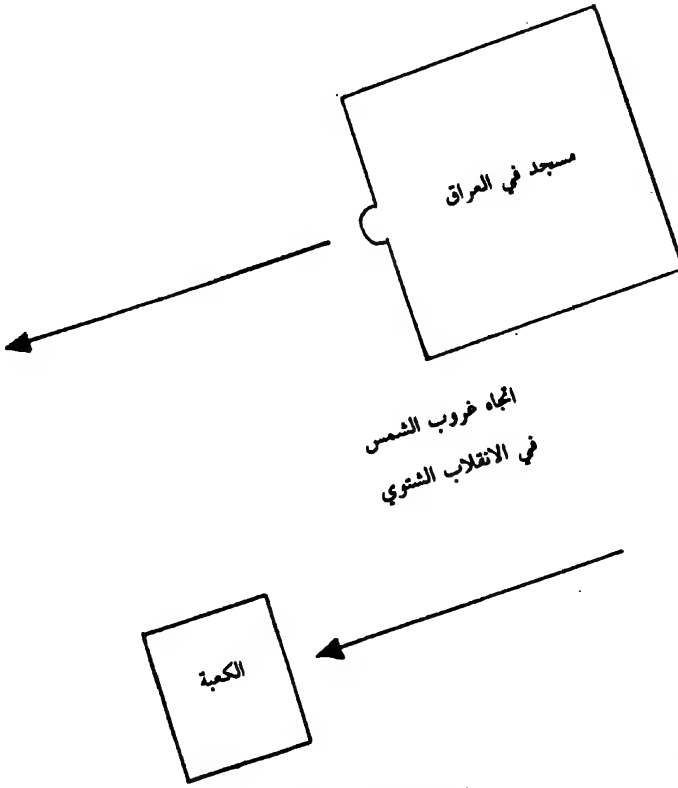 مسجد في العراق
اتجاه غروب الشمس
في الانقلاب الشتوي
الكعبة